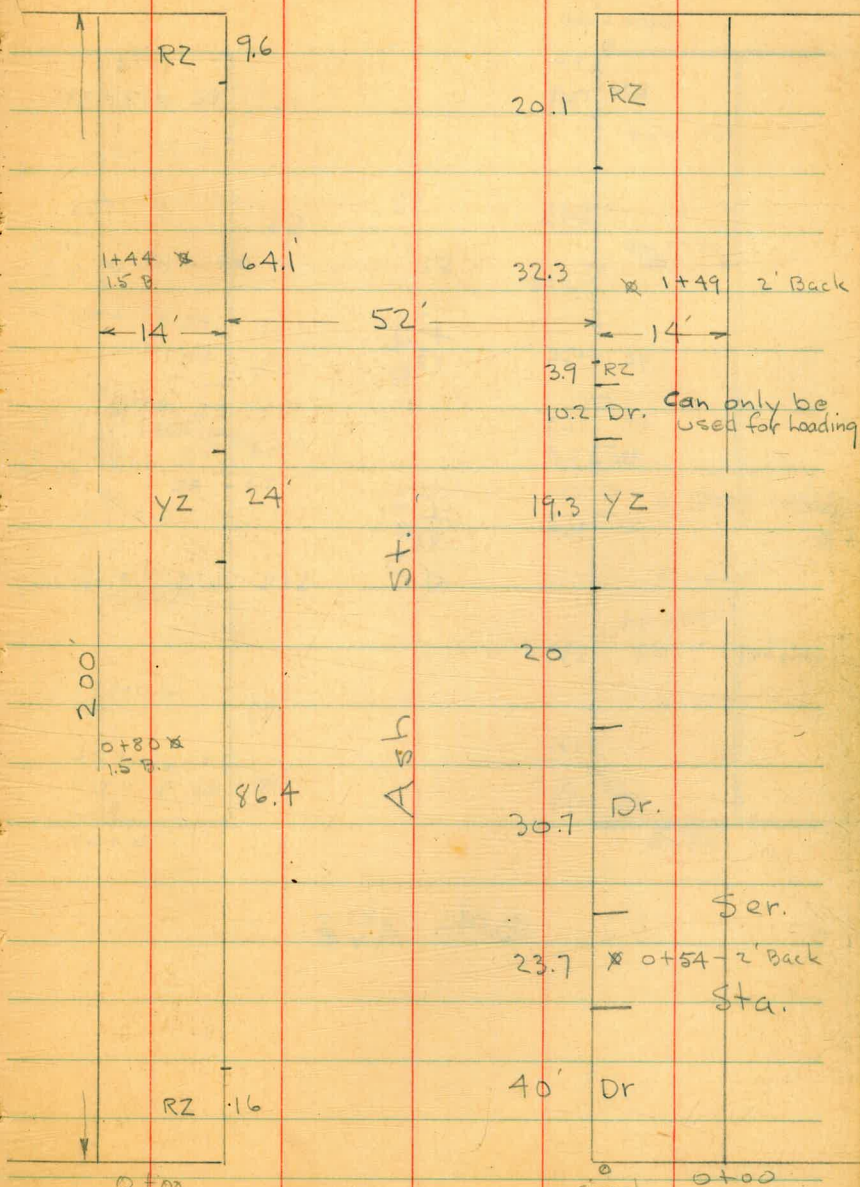 RZ 9.6
20.1 RZ
1+44 64.1'
1.5 B.
32.3
1+49 2' Back
14' 52' 14'
3.9 RZ
10.2 Dr. Can only be
used for Loading
YZ 24' 19.3 YZ
Ash St.
200'
20
0+80
1.5 B.
86.4
30.7 Dr.
Ser.
23.7 0+54 - 2' Back
Sta.
40' Dr
RZ 16
0+00 0+00